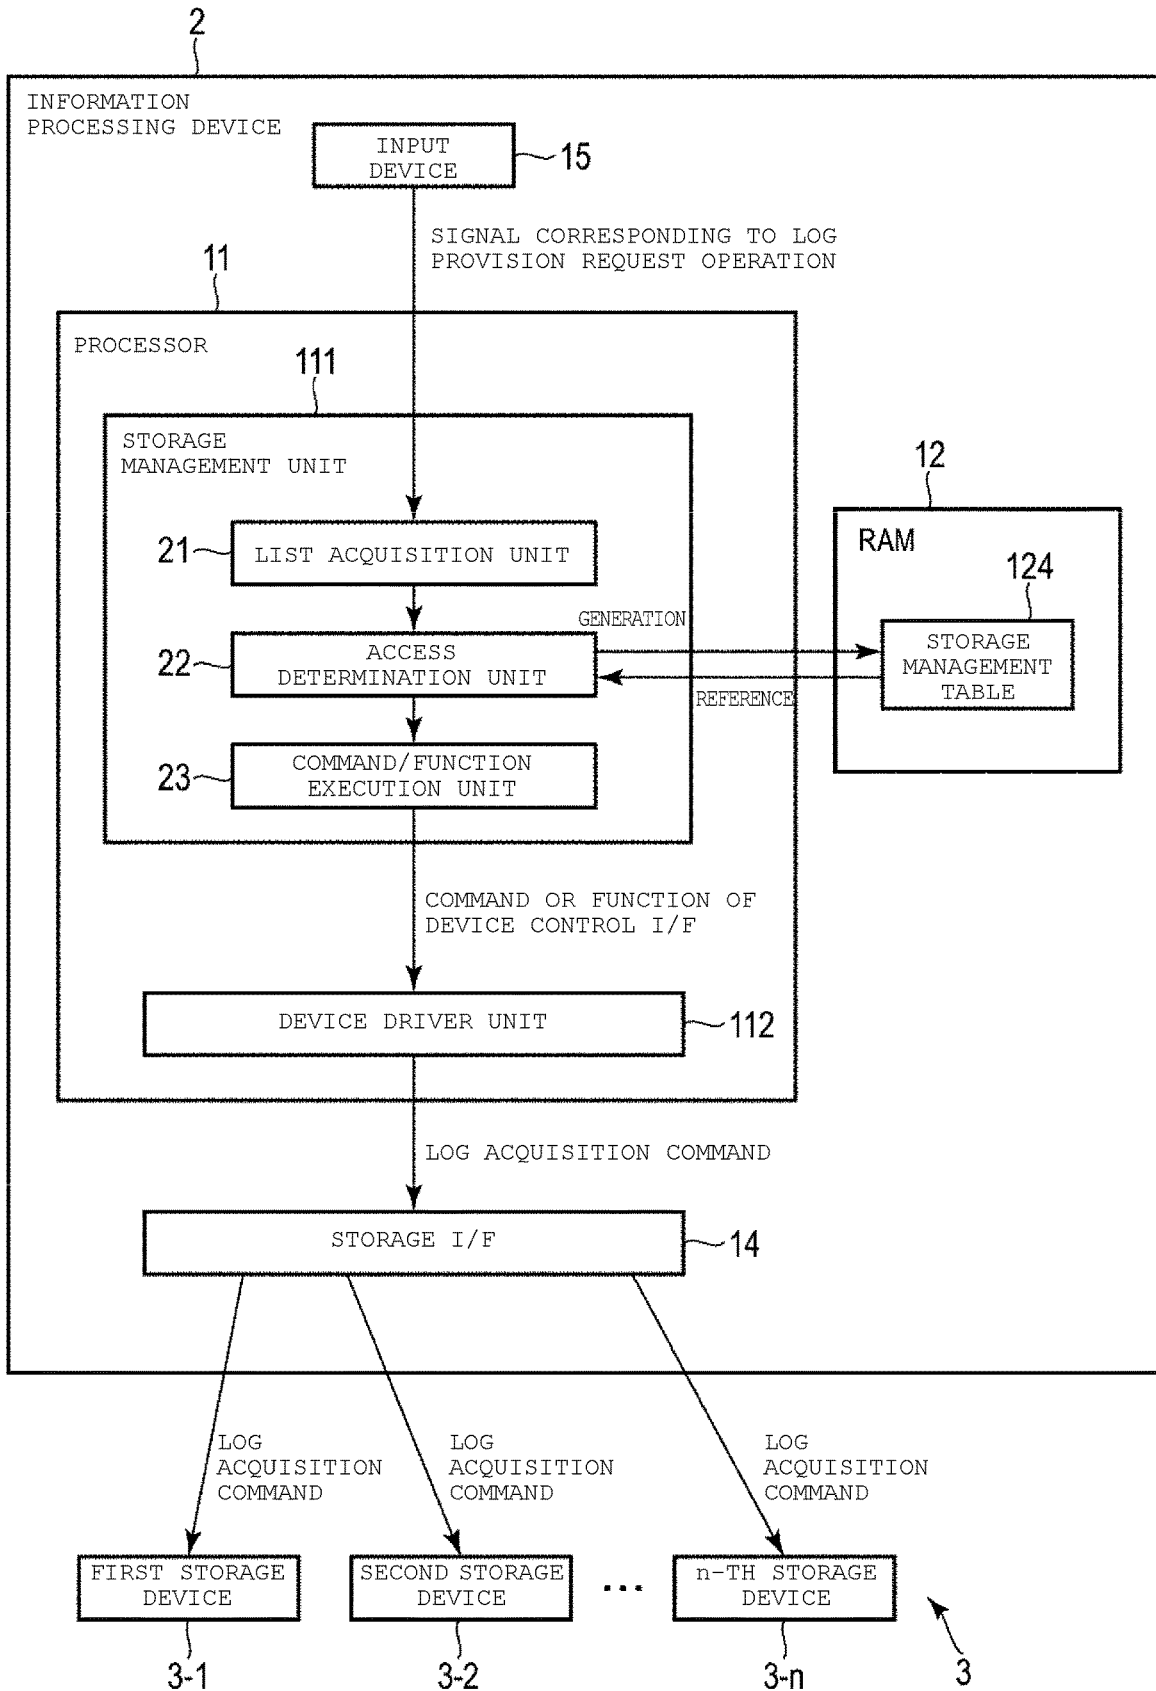 2
INFORMATION
PROCESSING DEVICE
INPUT
DEVICE
15
SIGNAL CORRESPONDING TO LOG
PROVISION REQUEST OPERATION
11
PROCESSOR
111
STORAGE
MANAGEMENT UNIT
12
RAM
21
LIST ACQUISITION UNIT
124
GENERATION
22
ACCESS
DETERMINATION UNIT
STORAGE
MANAGEMENT
TABLE
REFERENCE
23
COMMAND/FUNCTION
EXECUTION UNIT
COMMAND OR FUNCTION OF
DEVICE CONTROL I/F
DEVICE DRIVER UNIT
112
LOG ACQUISITION COMMAND
STORAGE I/F
14
LOG
ACQUISITION
COMMAND
LOG
ACQUISITION
COMMAND
LOG
ACQUISITION
COMMAND
FIRST STORAGE
DEVICE
SECOND STORAGE
DEVICE
...
n-TH STORAGE
DEVICE
3-1
3-2
3-n
3